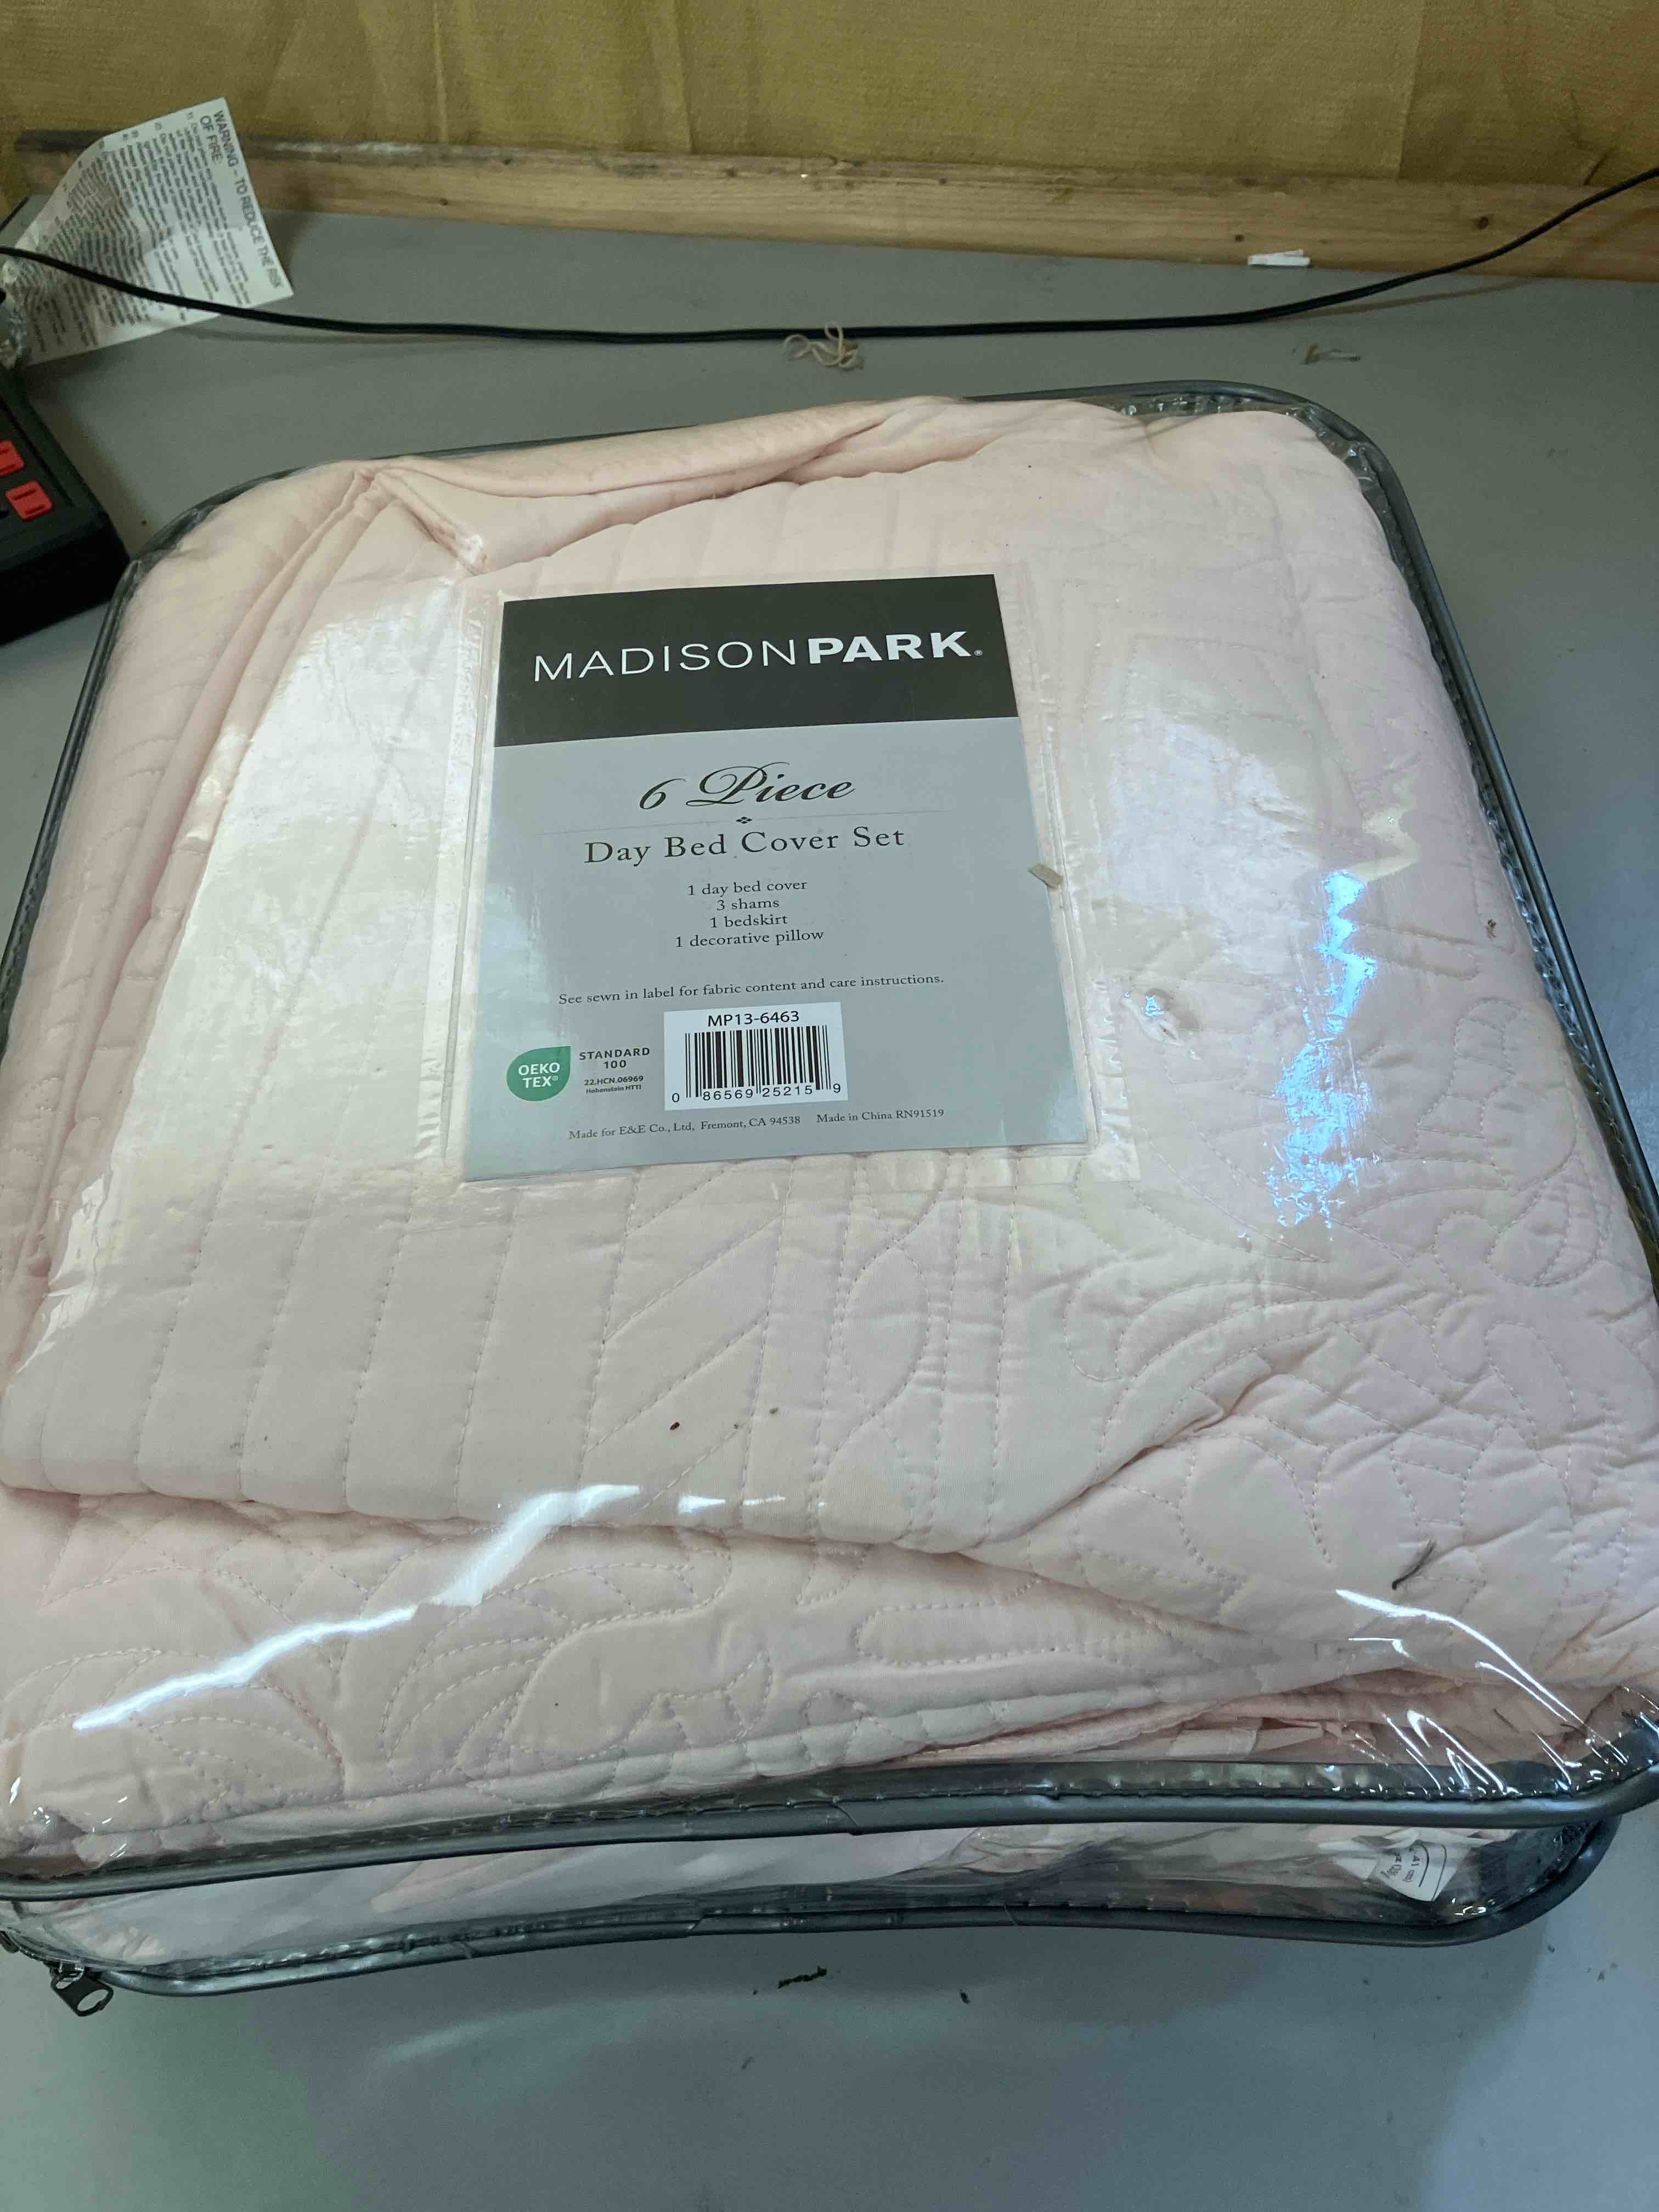 WARNING - TO REDUCE THE RISK
OF FIRE
MADISONPARK®
6 Piece
Day Bed Cover Set
1 day bed cover
3 shams
1 bedskirt
1 decorative pillow
See sewn in label for fabric content and care instructions.
OEKO
TEX®
STANDARD
100
22.HCN.06969
Hohenstein HTTI
MP13-6463
0 86569 25215 9
Made for E&E Co., Ltd, Fremont, CA 94538 Made in China RN91519